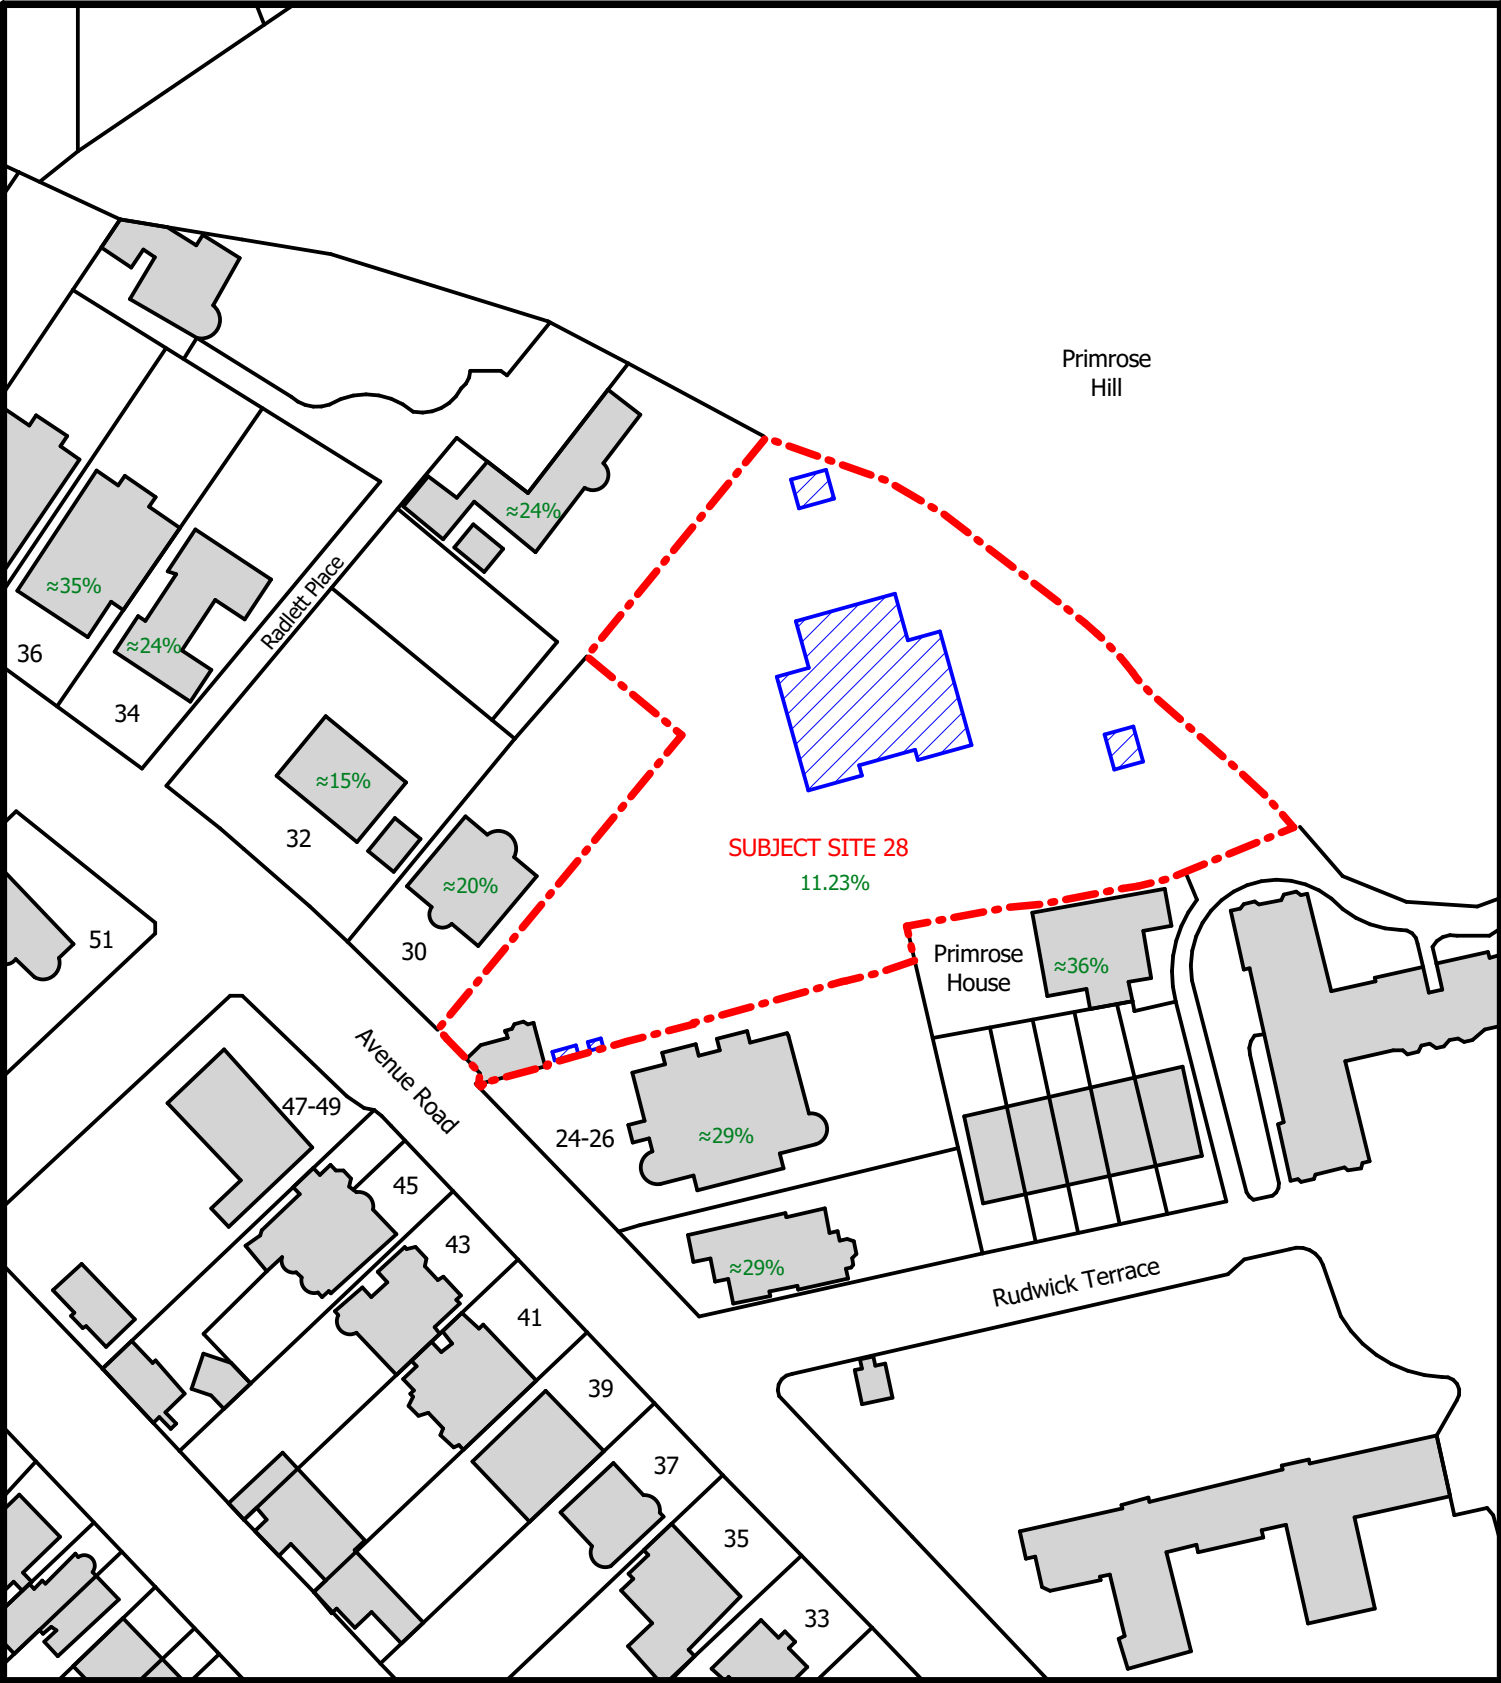 Primrose
Hill
≈24%
≈35%
≈24%
Radlett Place
36
34
≈15%
32
SUBJECT SITE 28
11.23%
≈20%
30
51
Primrose
House
≈36%
Avenue Road
47-49
24-26
≈29%
45
43
≈29%
Rudwick Terrace
41
39
37
35
33